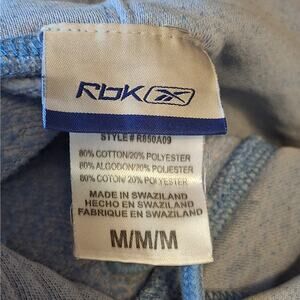 RbK
STYLE # R850A09
80% COTTON/20% POLYESTER
80% ALGODON/20% POLIESTER
80% COTON/ 20% POLYESTER
MADE IN SWAZILAND
HECHO EN SWAZILAND
FABRIQUE EN SWAZILAND
M/M/M